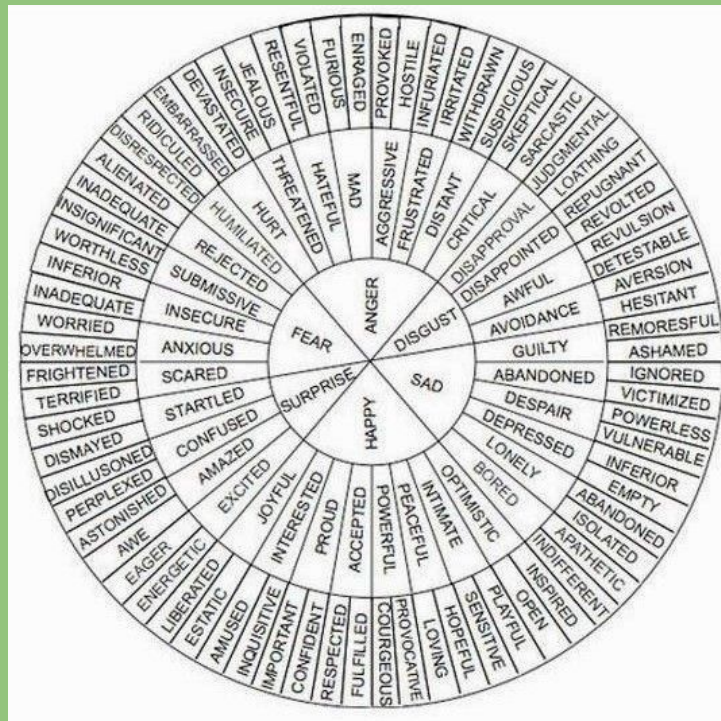 ANGER
DISGUST
SAD
HAPPY
SURPRISE
FEAR
MAD
AGGRESSIVE
FRUSTRATED
DISTANT
CRITICAL
DISAPPROVAL
DISAPPOINTED
AWFUL
AVOIDANCE
GUILTY
ABANDONED
DESPAIR
DEPRESSED
LONELY
BORED
OPTIMISTIC
INTIMATE
PEACEFUL
POWERFUL
ACCEPTED
PROUD
INTERESTED
JOYFUL
EXCITED
AMAZED
CONFUSED
STARTLED
SCARED
ANXIOUS
INSECURE
SUBMISSIVE
REJECTED
HUMILIATED
HURT
THREATENED
HATEFUL
ENRAGED
PROVOKED
HOSTILE
INFURIATED
IRRITATED
WITHDRAWN
SUSPICIOUS
SKEPTICAL
SARCASTIC
JUDGMENTAL
LOATHING
REPUGNANT
REVOLTED
REVULSION
DETESTABLE
AVERSION
HESITANT
REMORESFUL
ASHAMED
IGNORED
VICTIMIZED
POWERLESS
VULNERABLE
INFERIOR
EMPTY
ABANDONED
ISOLATED
APATHETIC
INDIFFERENT
INSPIRED
OPEN
PLAYFUL
SENSITIVE
HOPEFUL
LOVING
PROVOCATIVE
COURGEOUS
FULFILLED
RESPECTED
CONFIDENT
IMPORTANT
INQUISITIVE
AMUSED
ESTATIC
LIBERATED
ENERGETIC
EAGER
AWE
ASTONISHED
PERPLEXED
DISILLUSONED
DISMAYED
SHOCKED
TERRIFIED
FRIGHTENED
OVERWHELMED
WORRIED
INADEQUATE
INFERIOR
WORTHLESS
INSIGNIFICANT
INADEQUATE
ALIENATED
DISRESPECTED
RIDICULED
EMBARRASSED
DEVASTATED
INSECURE
JEALOUS
RESENTFUL
VIOLATED
FURIOUS